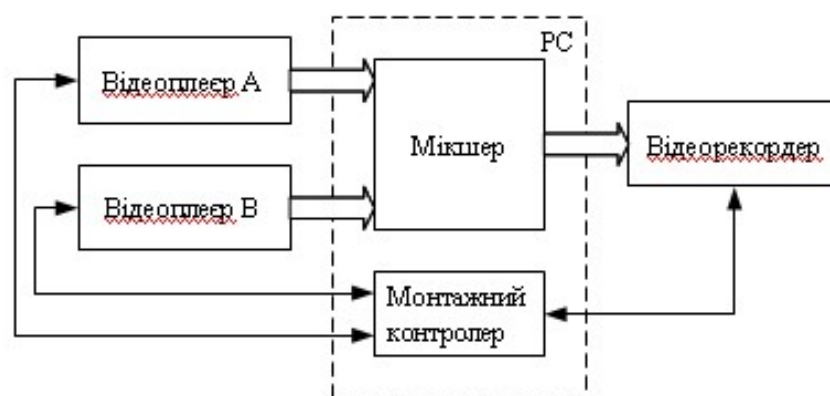 PC
Відеоплеєр А
Мікшер
Відеорекордер
Відеоплеєр В
Монтажний
контролер